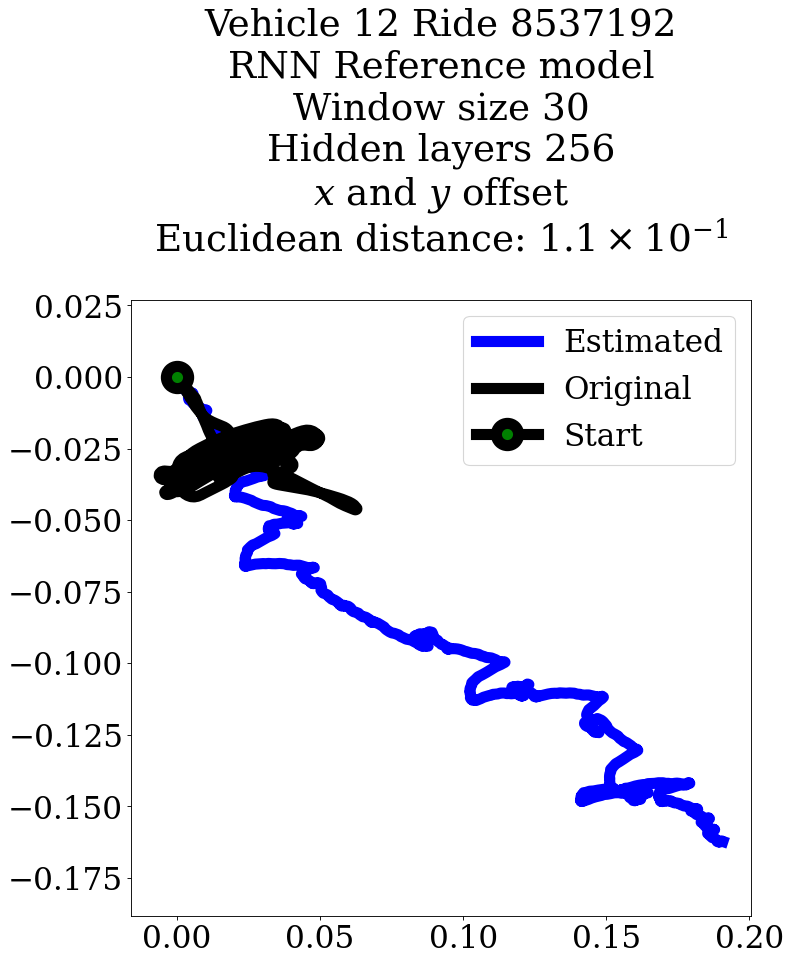 Vehicle 12 Ride 8537192
RNN Reference model
Window size 30
Hidden layers 256
x and y offset
Euclidean distance: 1.1 × 10⁻¹
0.025
0.000
−0.025
−0.050
−0.075
−0.100
−0.125
−0.150
−0.175
Estimated
Original
Start
0.00 0.05 0.10 0.15 0.20